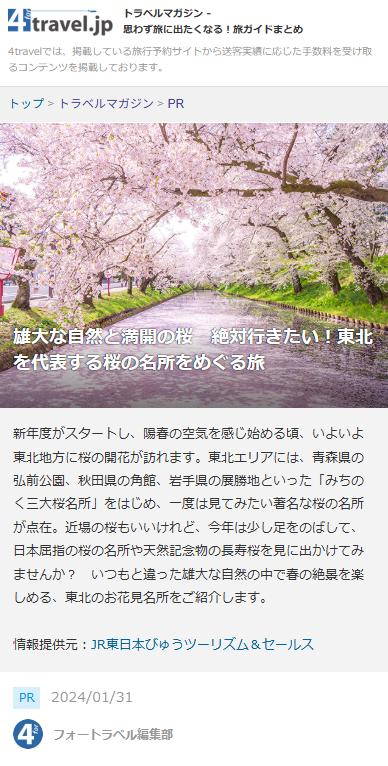 4travel.jp
トラベルマガジン -
思わず旅に出たくなる！旅ガイドまとめ
4travelでは、掲載している旅行予約サイトから送客実績に応じた手数料を受け取
るコンテンツを掲載しております。
トップ > トラベルマガジン > PR
雄大な自然と満開の桜　絶対行きたい！東北
を代表する桜の名所をめぐる旅
新年度がスタートし、陽春の空気を感じ始める頃、いよいよ
東北地方に桜の開花が訪れます。東北エリアには、青森県の
弘前公園、秋田県の角館、岩手県の展勝地といった「みちの
く三大桜名所」をはじめ、一度は見てみたい著名な桜の名所
が点在。近場の桜もいいけれど、今年は少し足をのばして、
日本屈指の桜の名所や天然記念物の長寿桜を見に出かけてみ
ませんか？　いつもと違った雄大な自然の中で春の絶景を楽
しめる、東北のお花見名所をご紹介します。
情報提供元：JR東日本びゅうツーリズム＆セールス
PR 2024/01/31
フォートラベル編集部